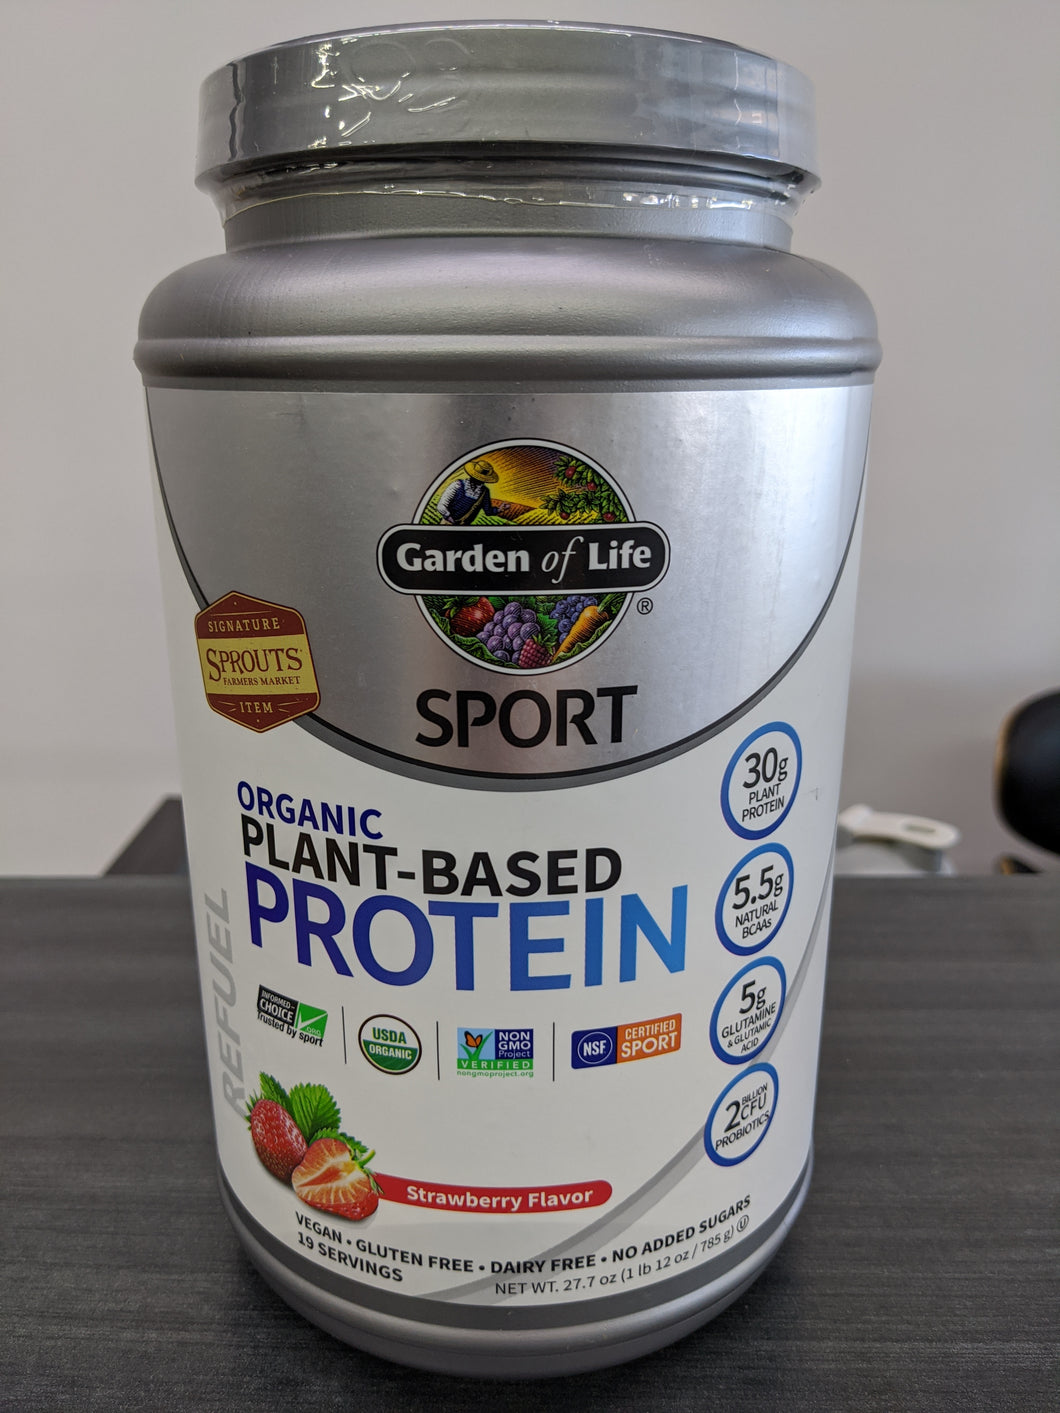 Garden of Life
®
SPORT
SIGNATURE
SPROUTS
FARMERS MARKET
ITEM
30g
PLANT
PROTEIN
5.5g
NATURAL
BCAAs
5g
GLUTAMINE
& GLUTAMIC
ACID
2 BILLION
CFU
PROBIOTICS
ORGANIC
PLANT-BASED
PROTEIN
REFUEL
INFORMED-
CHOICE
.ORG
Trusted by sport
USDA
ORGANIC
NON
GMO
Project
VERIFIED
nongmoproject.org
NSF
CERTIFIED
SPORT
Strawberry Flavor
VEGAN • GLUTEN FREE • DAIRY FREE • NO ADDED SUGARS
19 SERVINGS
NET WT. 27.7 oz (1 lb 12 oz / 785 g) Ⓤ